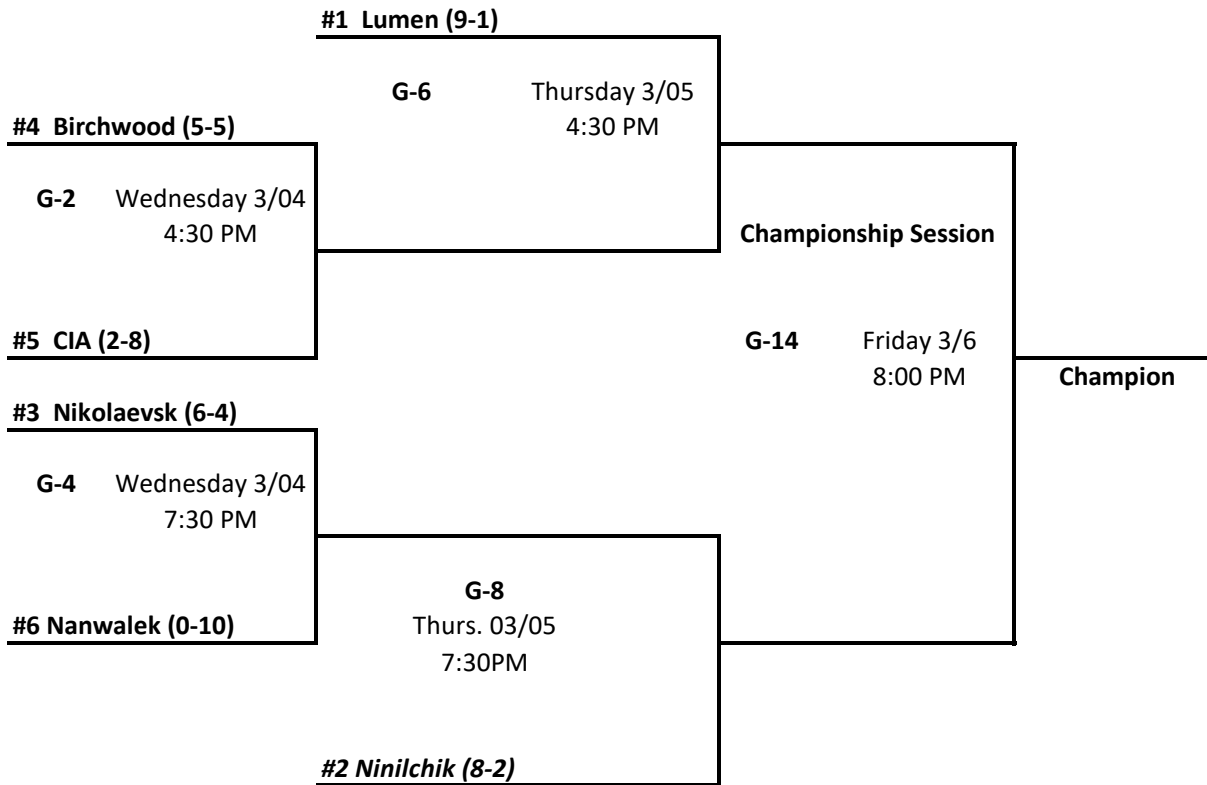 #1 Lumen (9-1)
G-6 Thursday 3/05
4:30 PM
#4 Birchwood (5-5)
G-2 Wednesday 3/04
4:30 PM
Championship Session
#5 CIA (2-8)
G-14 Friday 3/6
8:00 PM
Champion
#3 Nikolaevsk (6-4)
G-4 Wednesday 3/04
7:30 PM
G-8
Thurs. 03/05
7:30PM
#6 Nanwalek (0-10)
#2 Ninilchik (8-2)